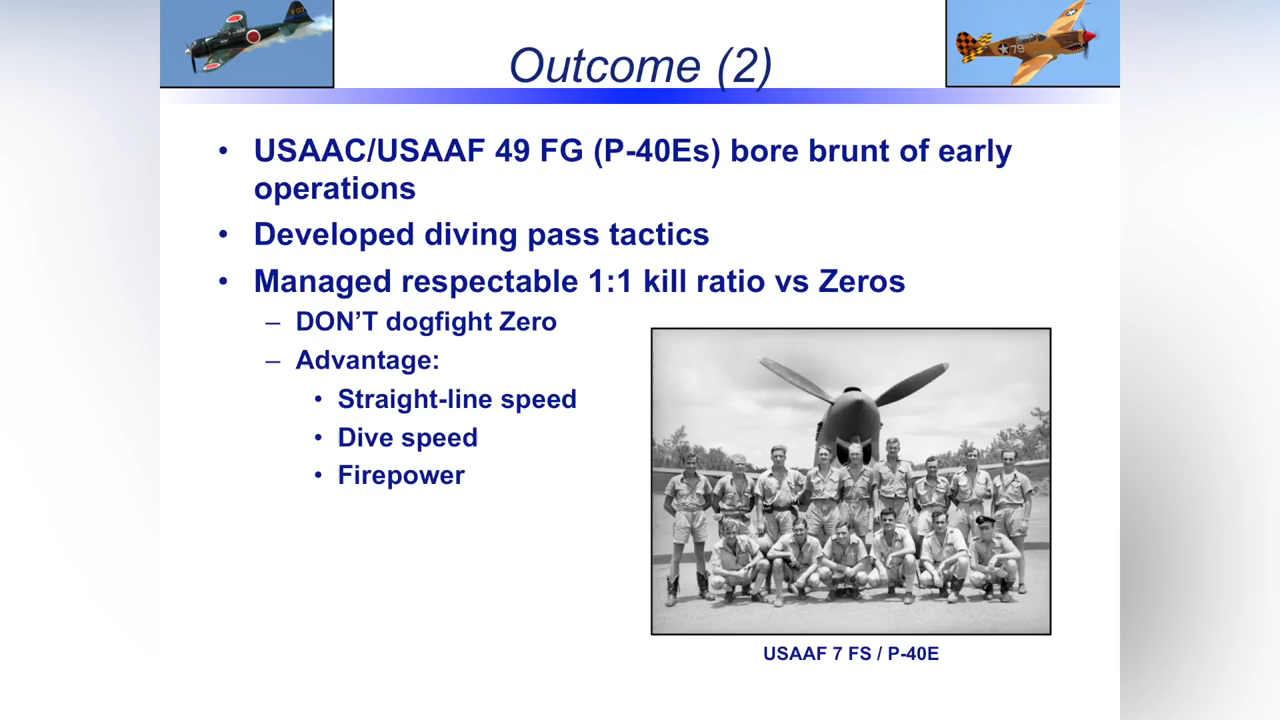 Outcome (2)
• USAAC/USAAF 49 FG (P-40Es) bore brunt of early
operations
• Developed diving pass tactics
• Managed respectable 1:1 kill ratio vs Zeros
– DON’T dogfight Zero
– Advantage:
• Straight-line speed
• Dive speed
• Firepower
USAAF 7 FS / P-40E
79